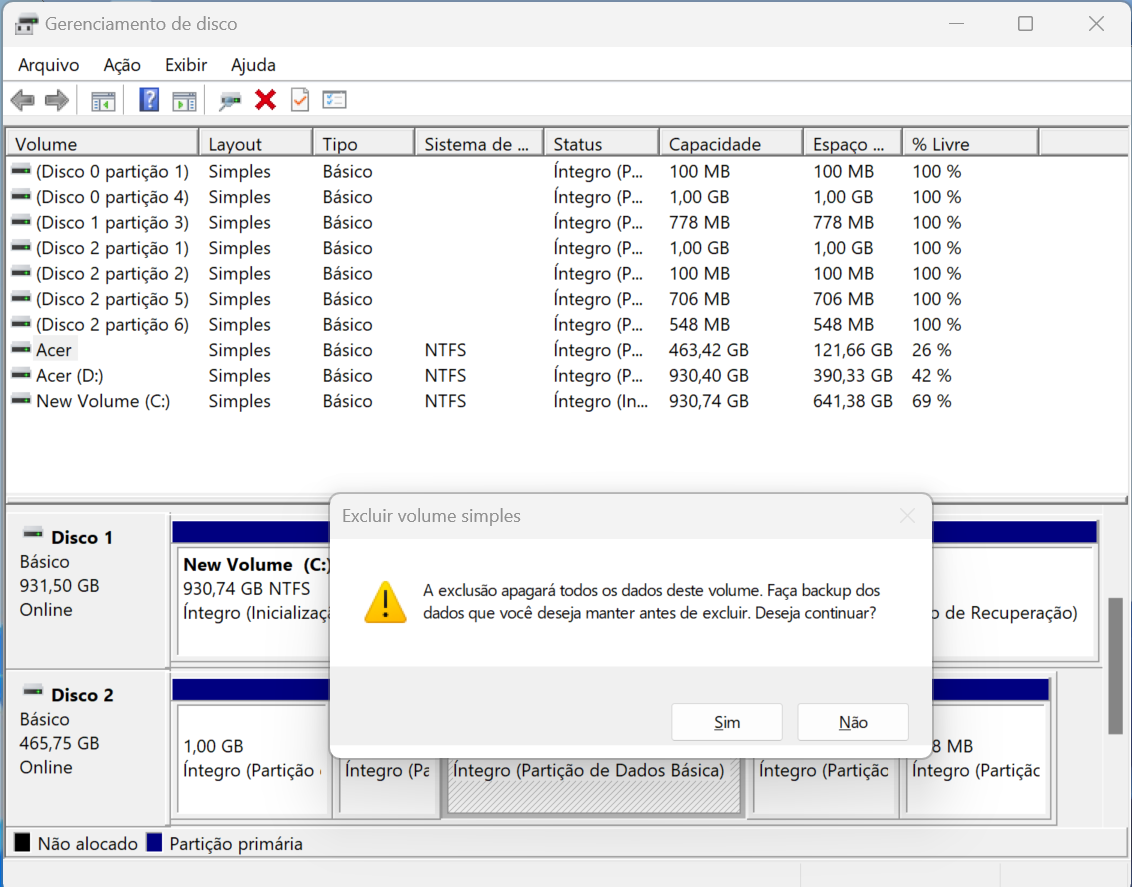 Gerenciamento de disco
Arquivo Ação Exibir Ajuda
Volume Layout Tipo Sistema de ... Status Capacidade Espaço ... % Livre
(Disco 0 partição 1) Simples Básico Íntegro (P... 100 MB 100 MB 100 %
(Disco 0 partição 4) Simples Básico Íntegro (P... 1,00 GB 1,00 GB 100 %
(Disco 1 partição 3) Simples Básico Íntegro (P... 778 MB 778 MB 100 %
(Disco 2 partição 1) Simples Básico Íntegro (P... 1,00 GB 1,00 GB 100 %
(Disco 2 partição 2) Simples Básico Íntegro (P... 100 MB 100 MB 100 %
(Disco 2 partição 5) Simples Básico Íntegro (P... 706 MB 706 MB 100 %
(Disco 2 partição 6) Simples Básico Íntegro (P... 548 MB 548 MB 100 %
Acer Simples Básico NTFS Íntegro (P... 463,42 GB 121,66 GB 26 %
Acer (D:) Simples Básico NTFS Íntegro (P... 930,40 GB 390,33 GB 42 %
New Volume (C:) Simples Básico NTFS Íntegro (In... 930,74 GB 641,38 GB 69 %
Disco 1
Básico
931,50 GB
Online
New Volume (C:)
930,74 GB NTFS
Íntegro (Inicializaç
o de Recuperação)
Excluir volume simples
A exclusão apagará todos os dados deste volume. Faça backup dos
dados que você deseja manter antes de excluir. Deseja continuar?
Sim Não
Disco 2
Básico
465,75 GB
Online
1,00 GB
Íntegro (Partição
Íntegro (Pa
Íntegro (Partição de Dados Básica)
Íntegro (Partiçãc
8 MB
Íntegro (Partiçãc
Não alocado Partição primária